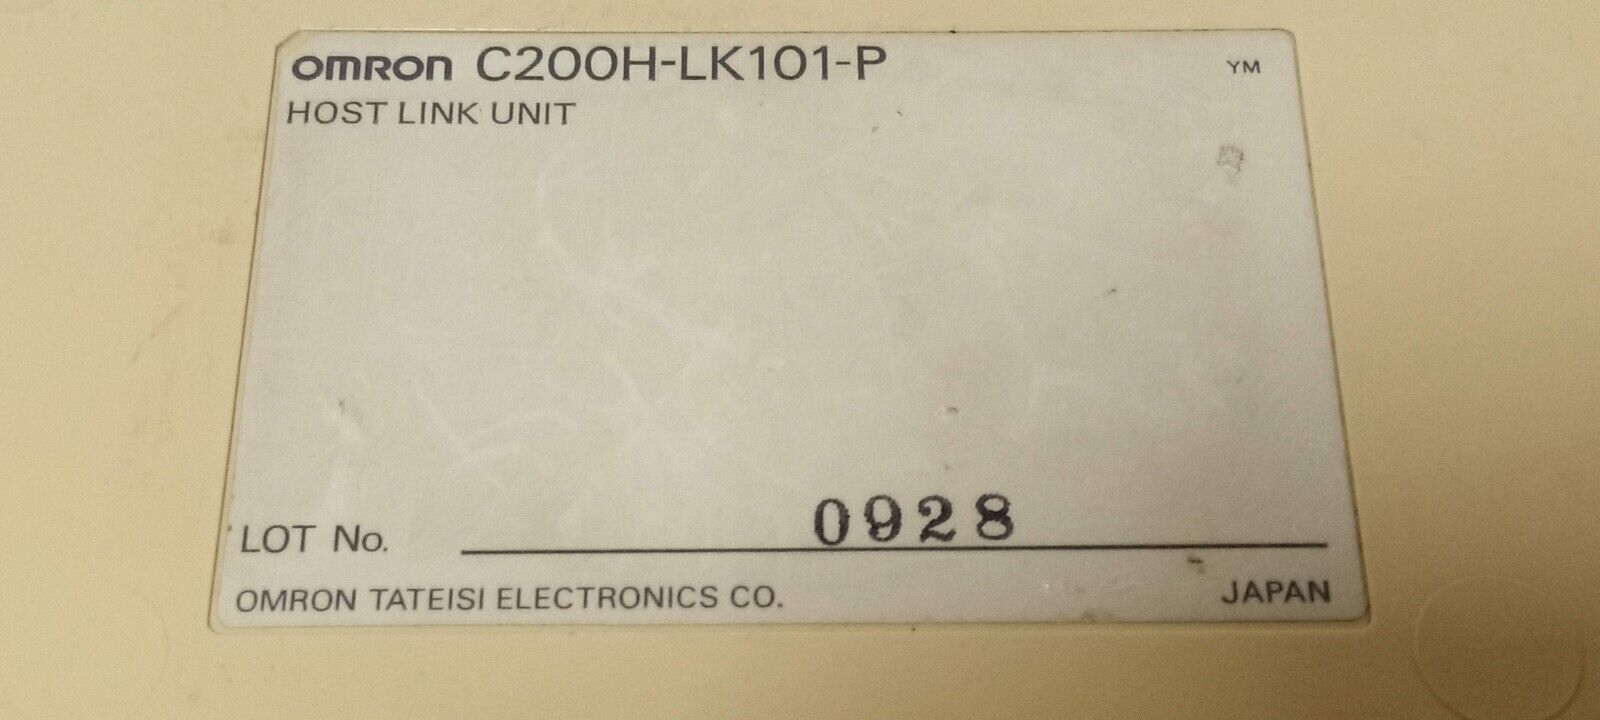 omron C200H-LK101-P YM
HOST LINK UNIT
LOT No. 0928
OMRON TATEISI ELECTRONICS CO. JAPAN